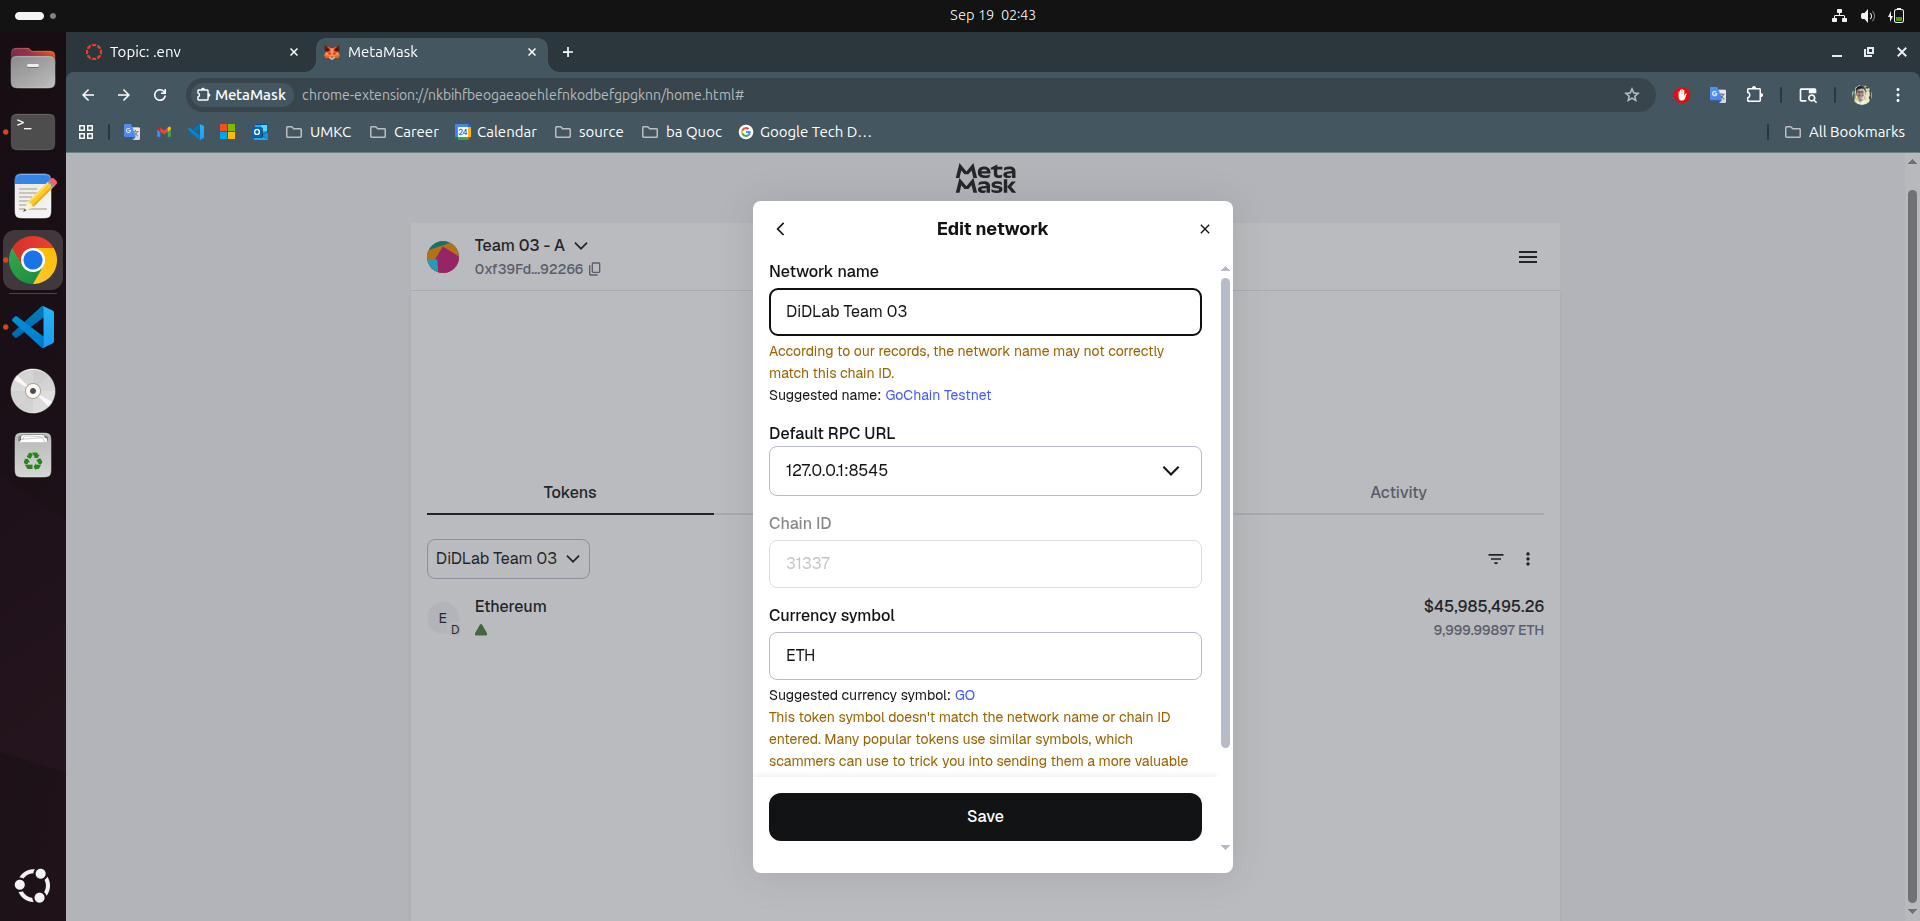 Sep 19 02:43
Topic: .env
MetaMask
MetaMask
chrome-extension://nkbihfbeogaeaoehlefnkodbefgpgknn/home.html#
UMKC
Career
24
Calendar
source
ba Quoc
Google Tech D...
All Bookmarks
Meta
Mask
Team 03 - A
0xf39Fd...92266
Edit network
Network name
DiDLab Team 03
According to our records, the network name may not correctly
match this chain ID.
Suggested name: GoChain Testnet
Default RPC URL
127.0.0.1:8545
Chain ID
31337
Currency symbol
ETH
Suggested currency symbol: GO
This token symbol doesn't match the network name or chain ID
entered. Many popular tokens use similar symbols, which
scammers can use to trick you into sending them a more valuable
Save
Tokens
Activity
DiDLab Team 03
E
D
Ethereum
$45,985,495.26
9,999.99897 ETH